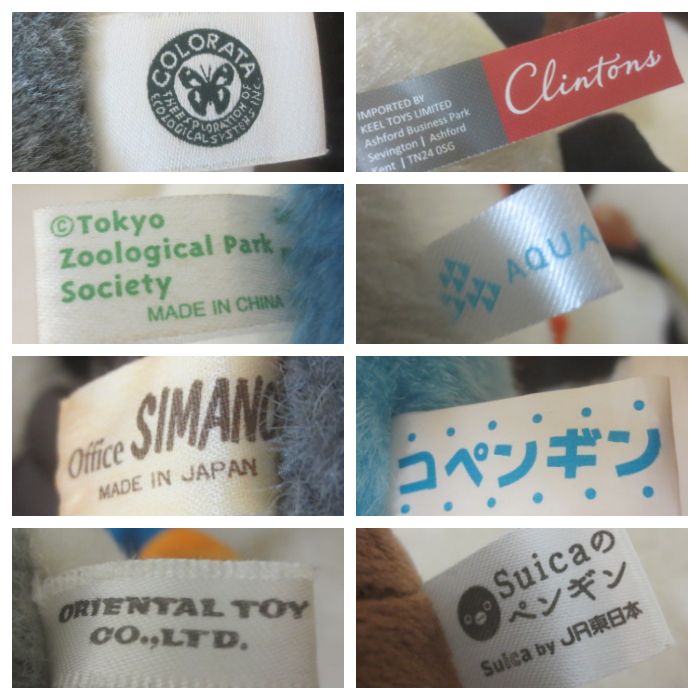 COLORATA
THE EXPLORATION OF
ECOLOGICAL SYSTEMS INC.
IMPORTED BY
KEEL TOYS LIMITED
Ashford Business Park
Sevington | Ashford
Kent | TN24 0SG
Clintons
©Tokyo
Zoological Park
Society
MADE IN CHINA
AQUA
Office SIMANO
MADE IN JAPAN
コペンギン
ORIENTAL TOY
CO.,LTD.
Suicaの
ペンギン
Suica by JR東日本